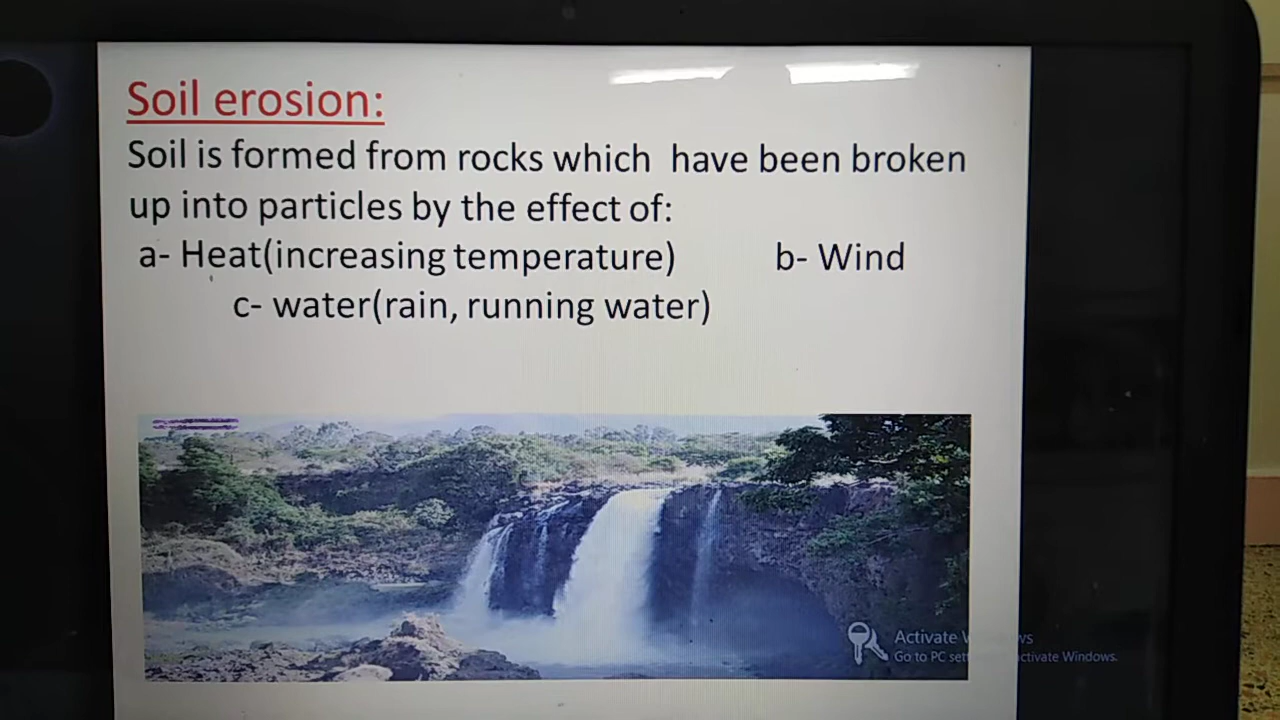 Soil erosion:
Soil is formed from rocks which have been broken
up into particles by the effect of:
a- Heat(increasing temperature) b- Wind
c- water(rain, running water)
Activate
Go to PC activate Windows.